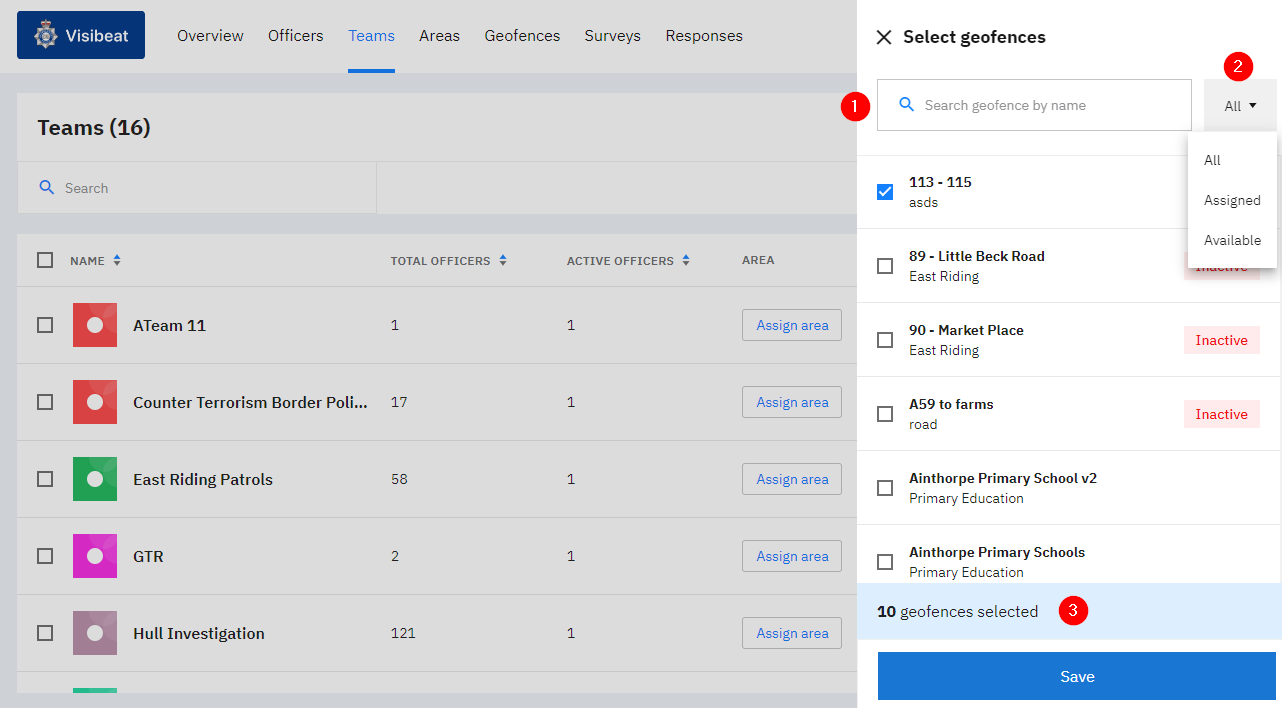 Visibeat
Overview Officers Teams Areas Geofences Surveys Responses
Teams (16)
Search
NAME TOTAL OFFICERS ACTIVE OFFICERS AREA
ATeam 11 1 1 Assign area
Counter Terrorism Border Poli... 17 1 Assign area
East Riding Patrols 58 1 Assign area
GTR 2 1 Assign area
Hull Investigation 121 1 Assign area
Select geofences
2
1 Search geofence by name All
All
Assigned
Available
113 - 115
asds
89 - Little Beck Road
East Riding
Inactive
90 - Market Place
East Riding
Inactive
A59 to farms
road
Inactive
Ainthorpe Primary School v2
Primary Education
Ainthorpe Primary Schools
Primary Education
10 geofences selected 3
Save